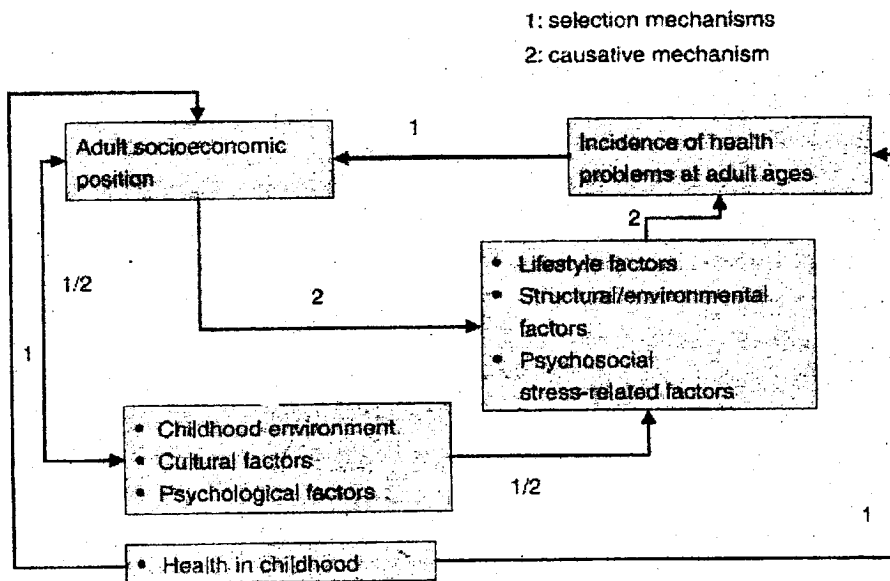 1: selection mechanisms
2: causative mechanism
1
Adult socioeconomic
position
Incidence of health
problems at adult ages
2
1/2
2
1
• Lifestyle factors
• Structural/environmental
factors
• Psychosocial
stress-related factors
• Childhood environment
• Cultural factors
• Psychological factors
1/2
1
• Health in childhood